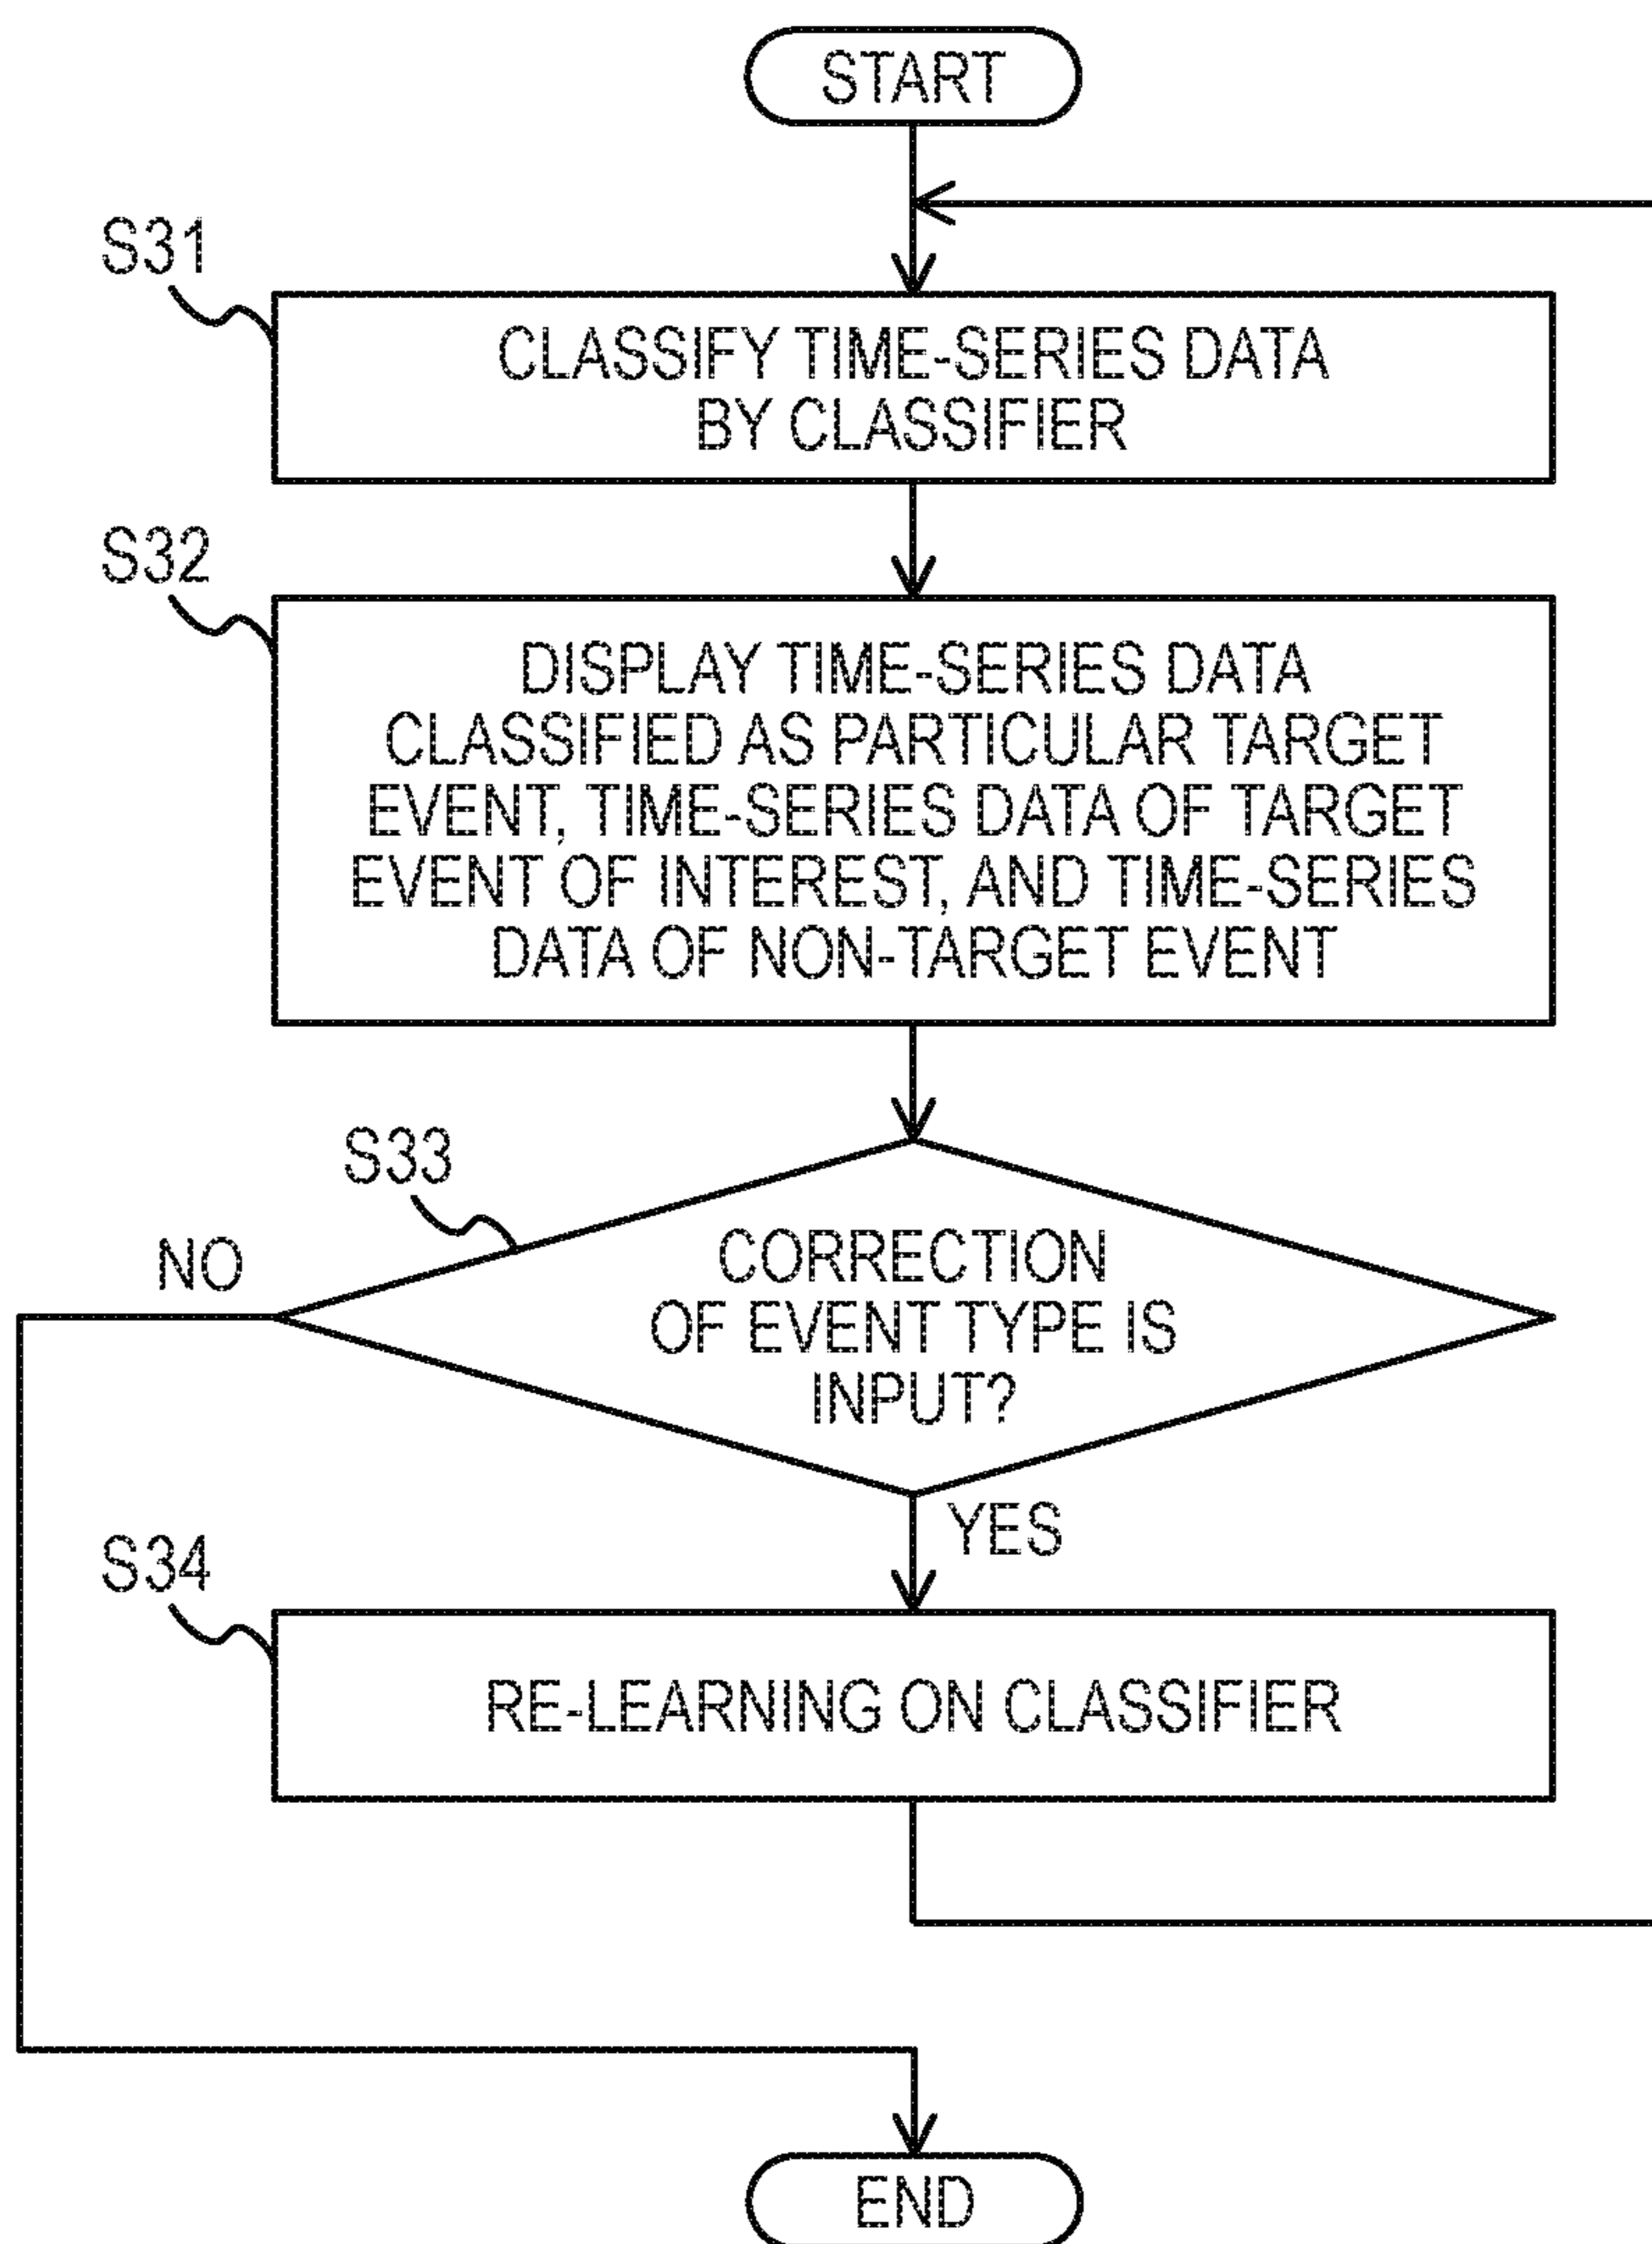 START
S31
CLASSIFY TIME-SERIES DATA
BY CLASSIFIER
S32
DISPLAY TIME-SERIES DATA
CLASSIFIED AS PARTICULAR TARGET
EVENT, TIME-SERIES DATA OF TARGET
EVENT OF INTEREST, AND TIME-SERIES
DATA OF NON-TARGET EVENT
S33
NO
CORRECTION
OF EVENT TYPE IS
INPUT?
YES
S34
RE-LEARNING ON CLASSIFIER
END